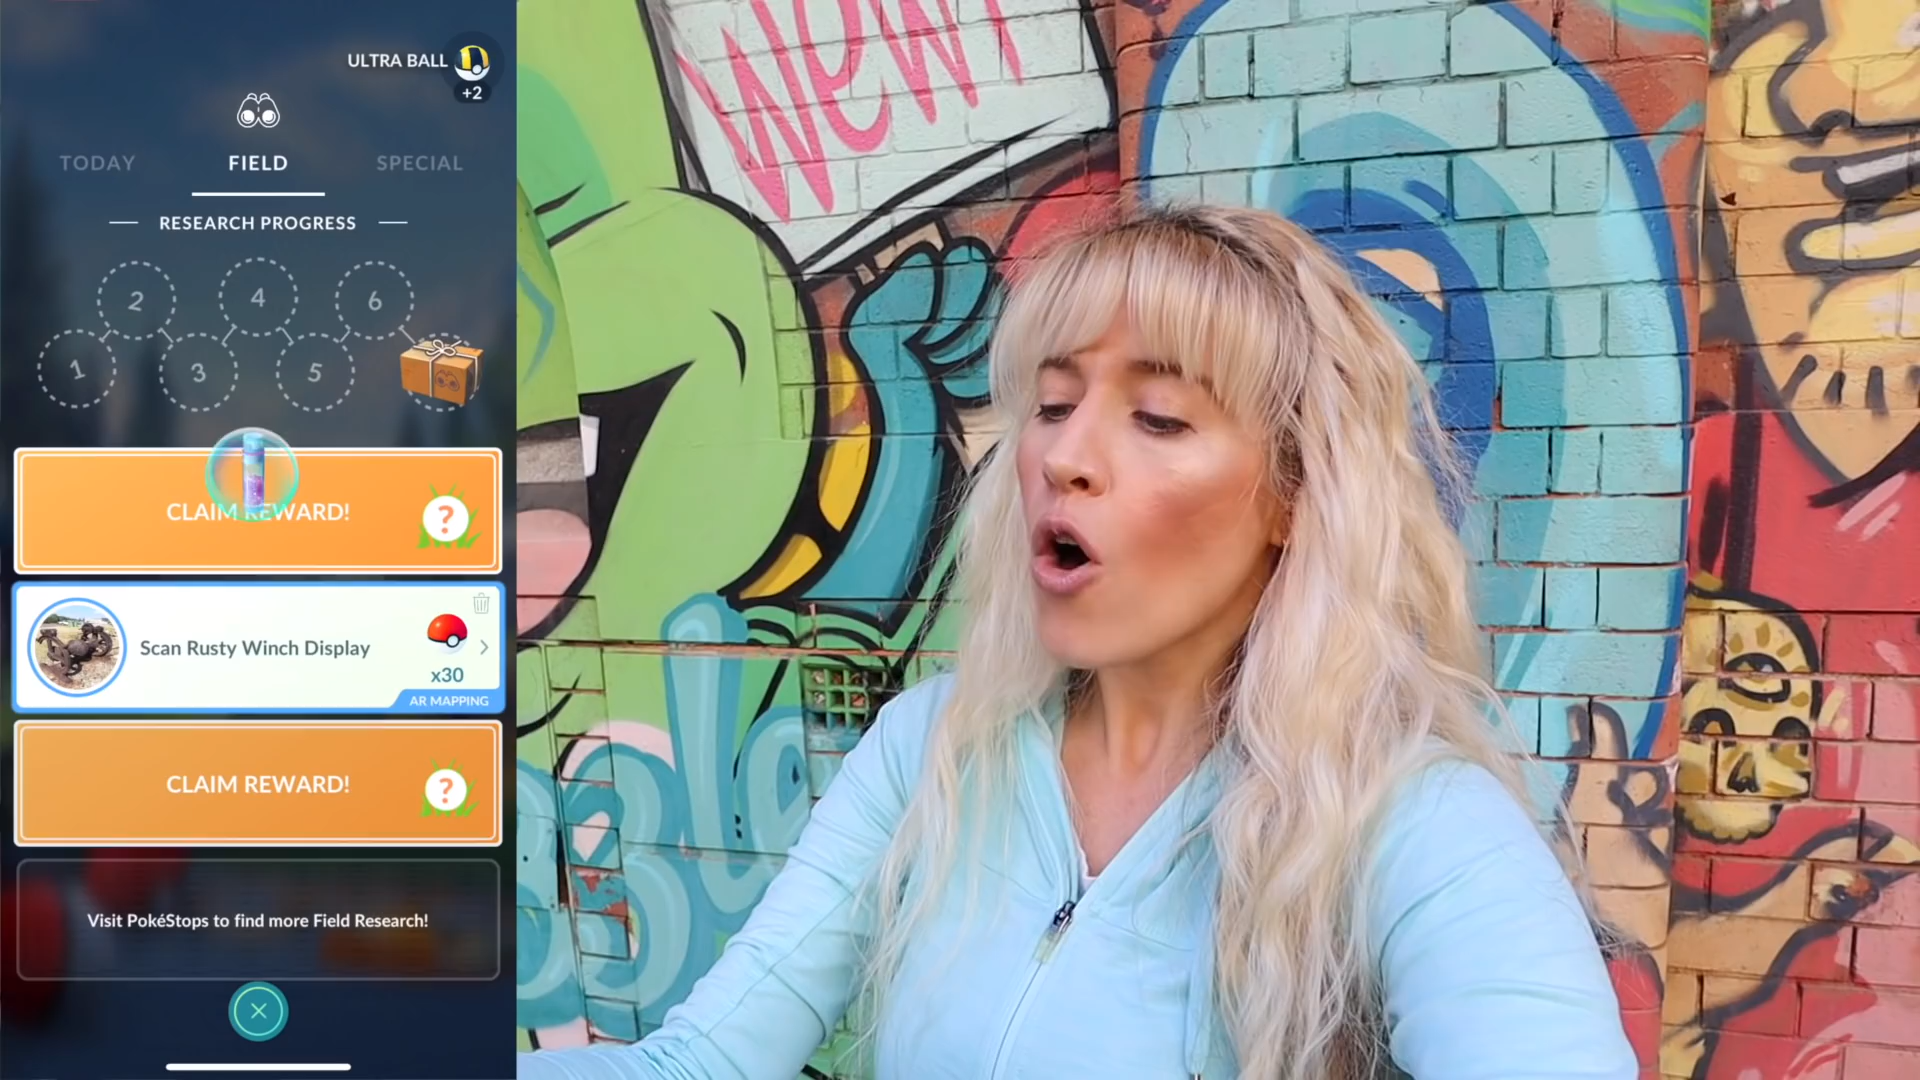 ULTRA BALL
+2
TODAY
FIELD
SPECIAL
RESEARCH PROGRESS
1
2
3
4
5
6
CLAIM REWARD!
?
Scan Rusty Winch Display
x30
AR MAPPING
CLAIM REWARD!
?
Visit PokéStops to find more Field Research!